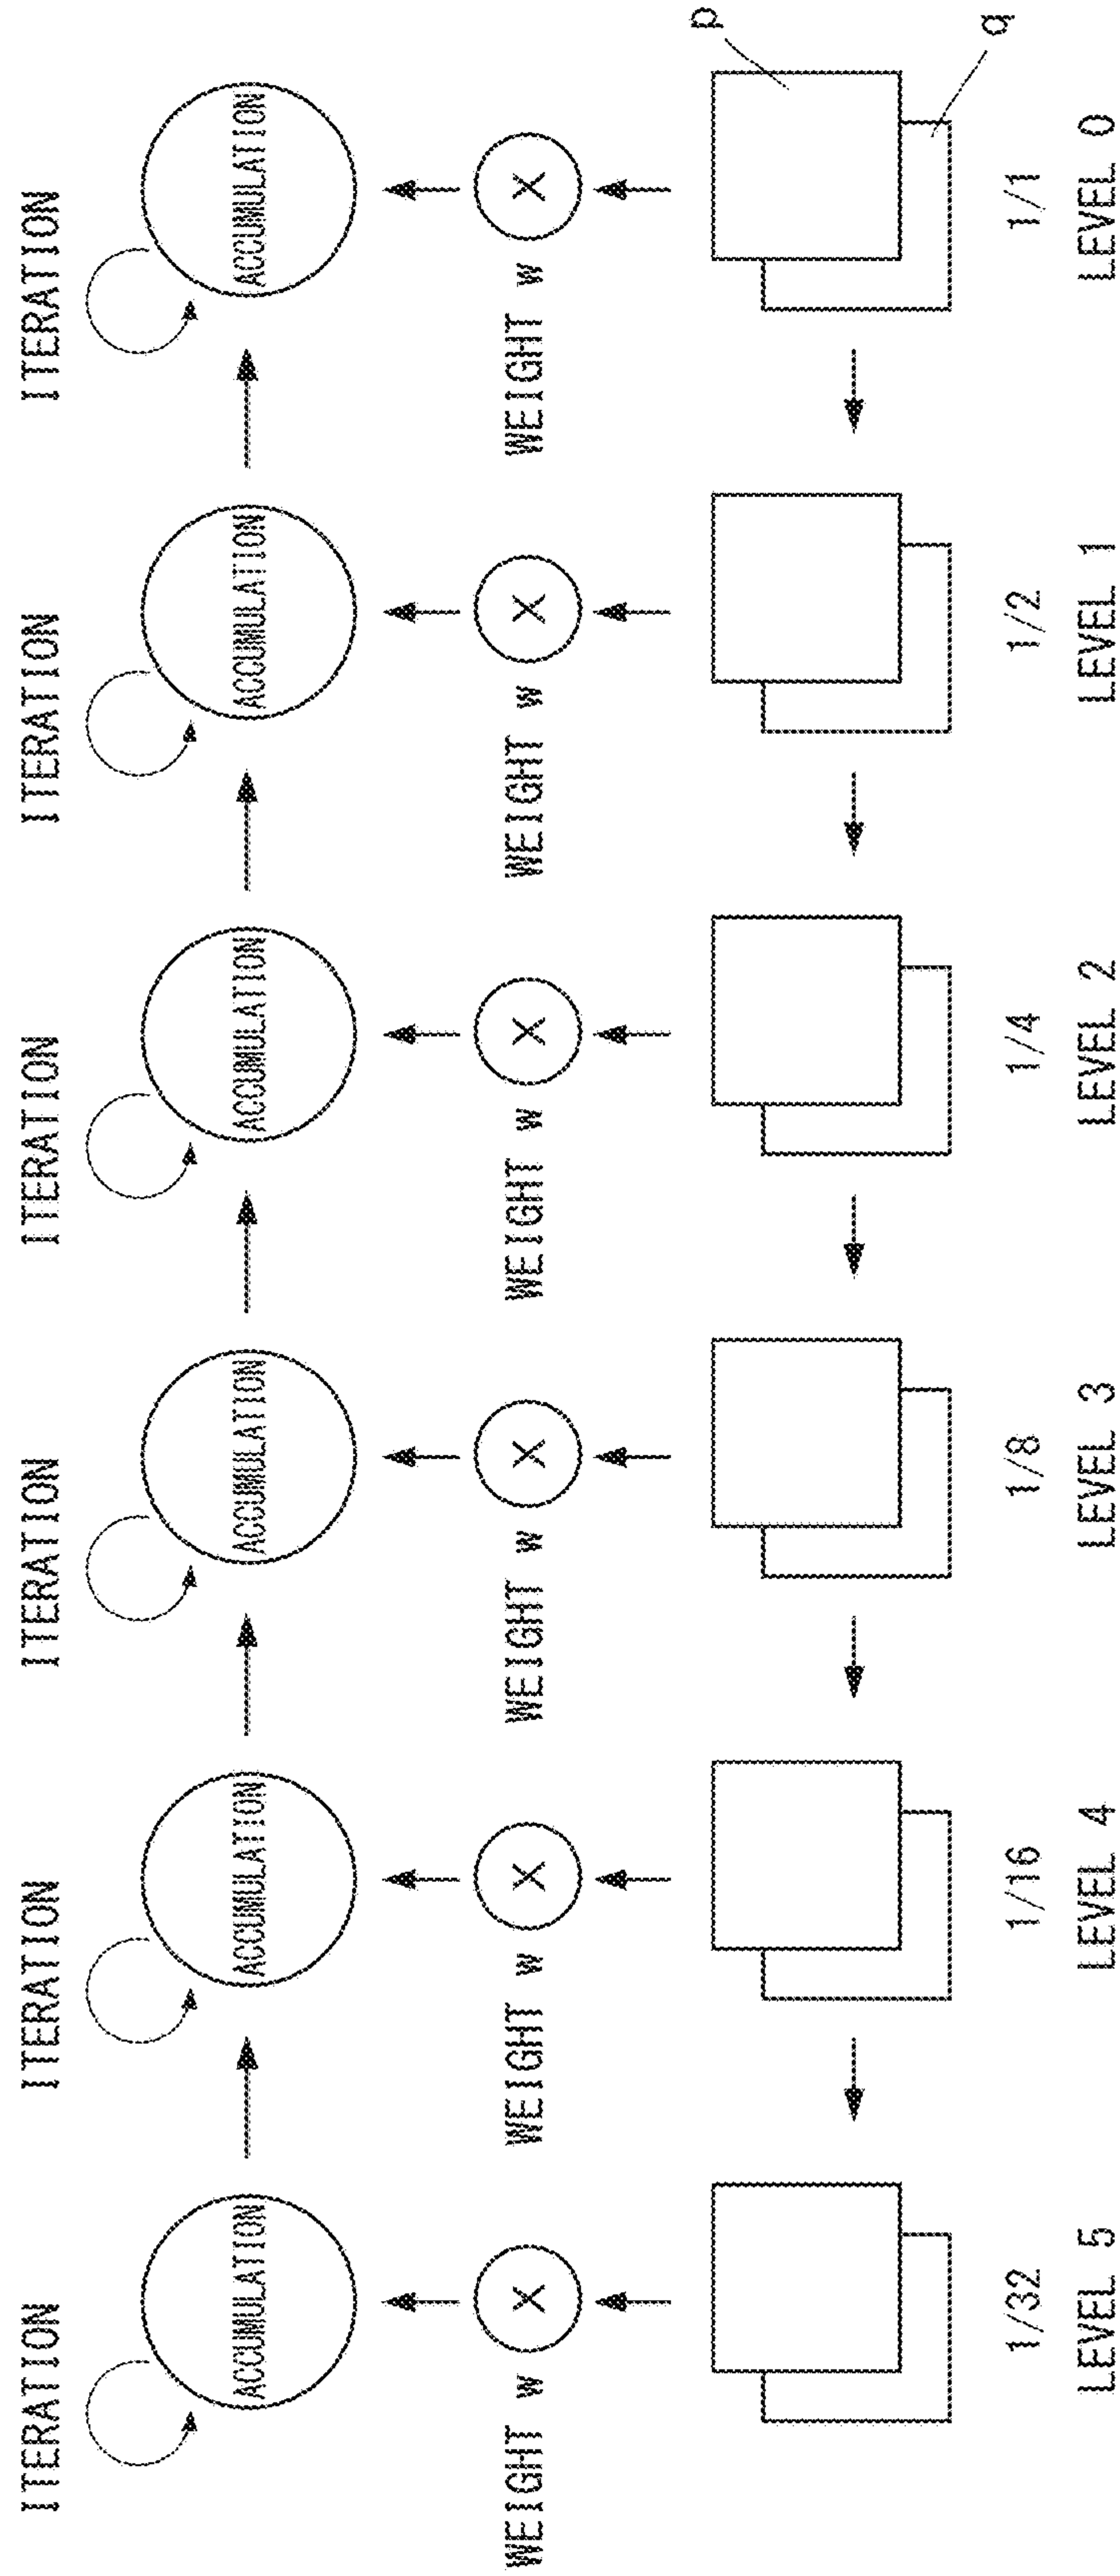 ITERATION ITERATION ITERATION ITERATION ITERATION ITERATION
ACCUMULATION ACCUMULATION ACCUMULATION ACCUMULATION ACCUMULATION ACCUMULATION
WEIGHT w X WEIGHT w X WEIGHT w X WEIGHT w X WEIGHT w X WEIGHT w X
p
q
1/32 1/16 1/8 1/4 1/2 1/1
LEVEL 5 LEVEL 4 LEVEL 3 LEVEL 2 LEVEL 1 LEVEL 0